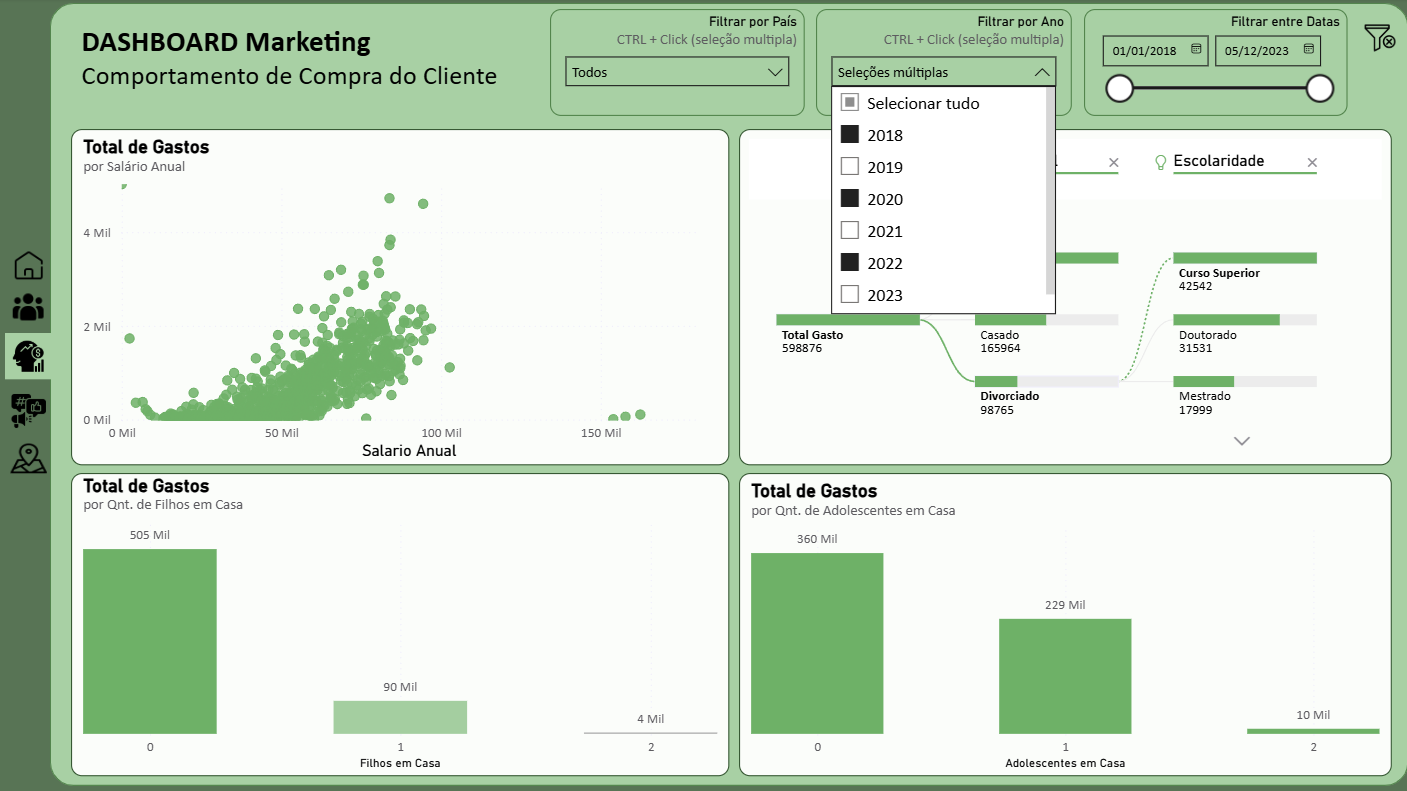 DASHBOARD Marketing
Comportamento de Compra do Cliente
Filtrar por País
CTRL + Click (seleção multipla)
Todos
Filtrar por Ano
CTRL + Click (seleção multipla)
Seleções múltiplas
Selecionar tudo
2018
2019
2020
2021
2022
2023
Filtrar entre Datas
01/01/2018
05/12/2023
Total de Gastos
por Salário Anual
4 Mil
2 Mil
0 Mil
0 Mil
50 Mil
100 Mil
150 Mil
Salario Anual
Escolaridade
Total Gasto
598876
Casado
165964
Divorciado
98765
Curso Superior
42542
Doutorado
31531
Mestrado
17999
Total de Gastos
por Qnt. de Filhos em Casa
505 Mil
90 Mil
4 Mil
0
1
2
Filhos em Casa
Total de Gastos
por Qnt. de Adolescentes em Casa
360 Mil
229 Mil
10 Mil
0
1
2
Adolescentes em Casa